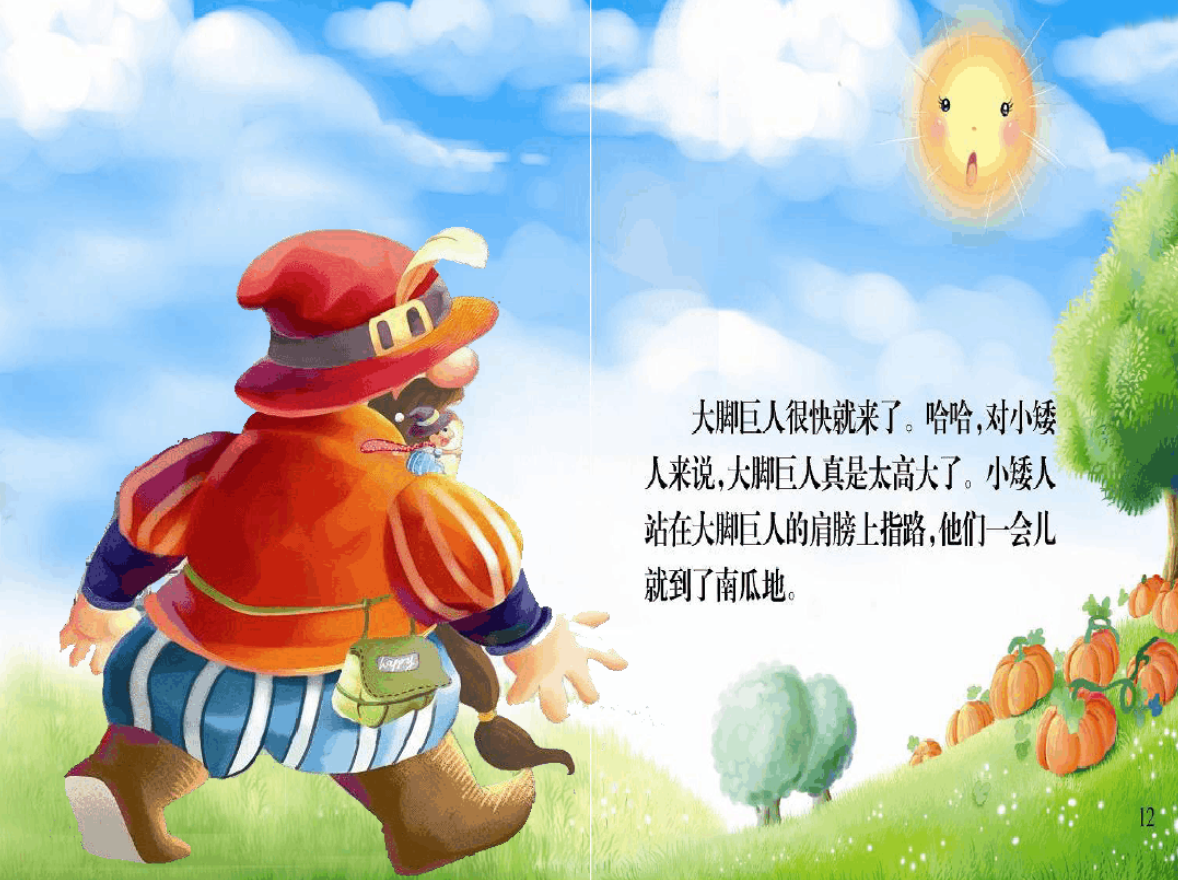 大脚巨人很快就来了。哈哈,对小矮
人来说,大脚巨人真是太高大了。小矮人
站在大脚巨人的肩膀上指路,他们一会儿
就到了南瓜地。
happy
12